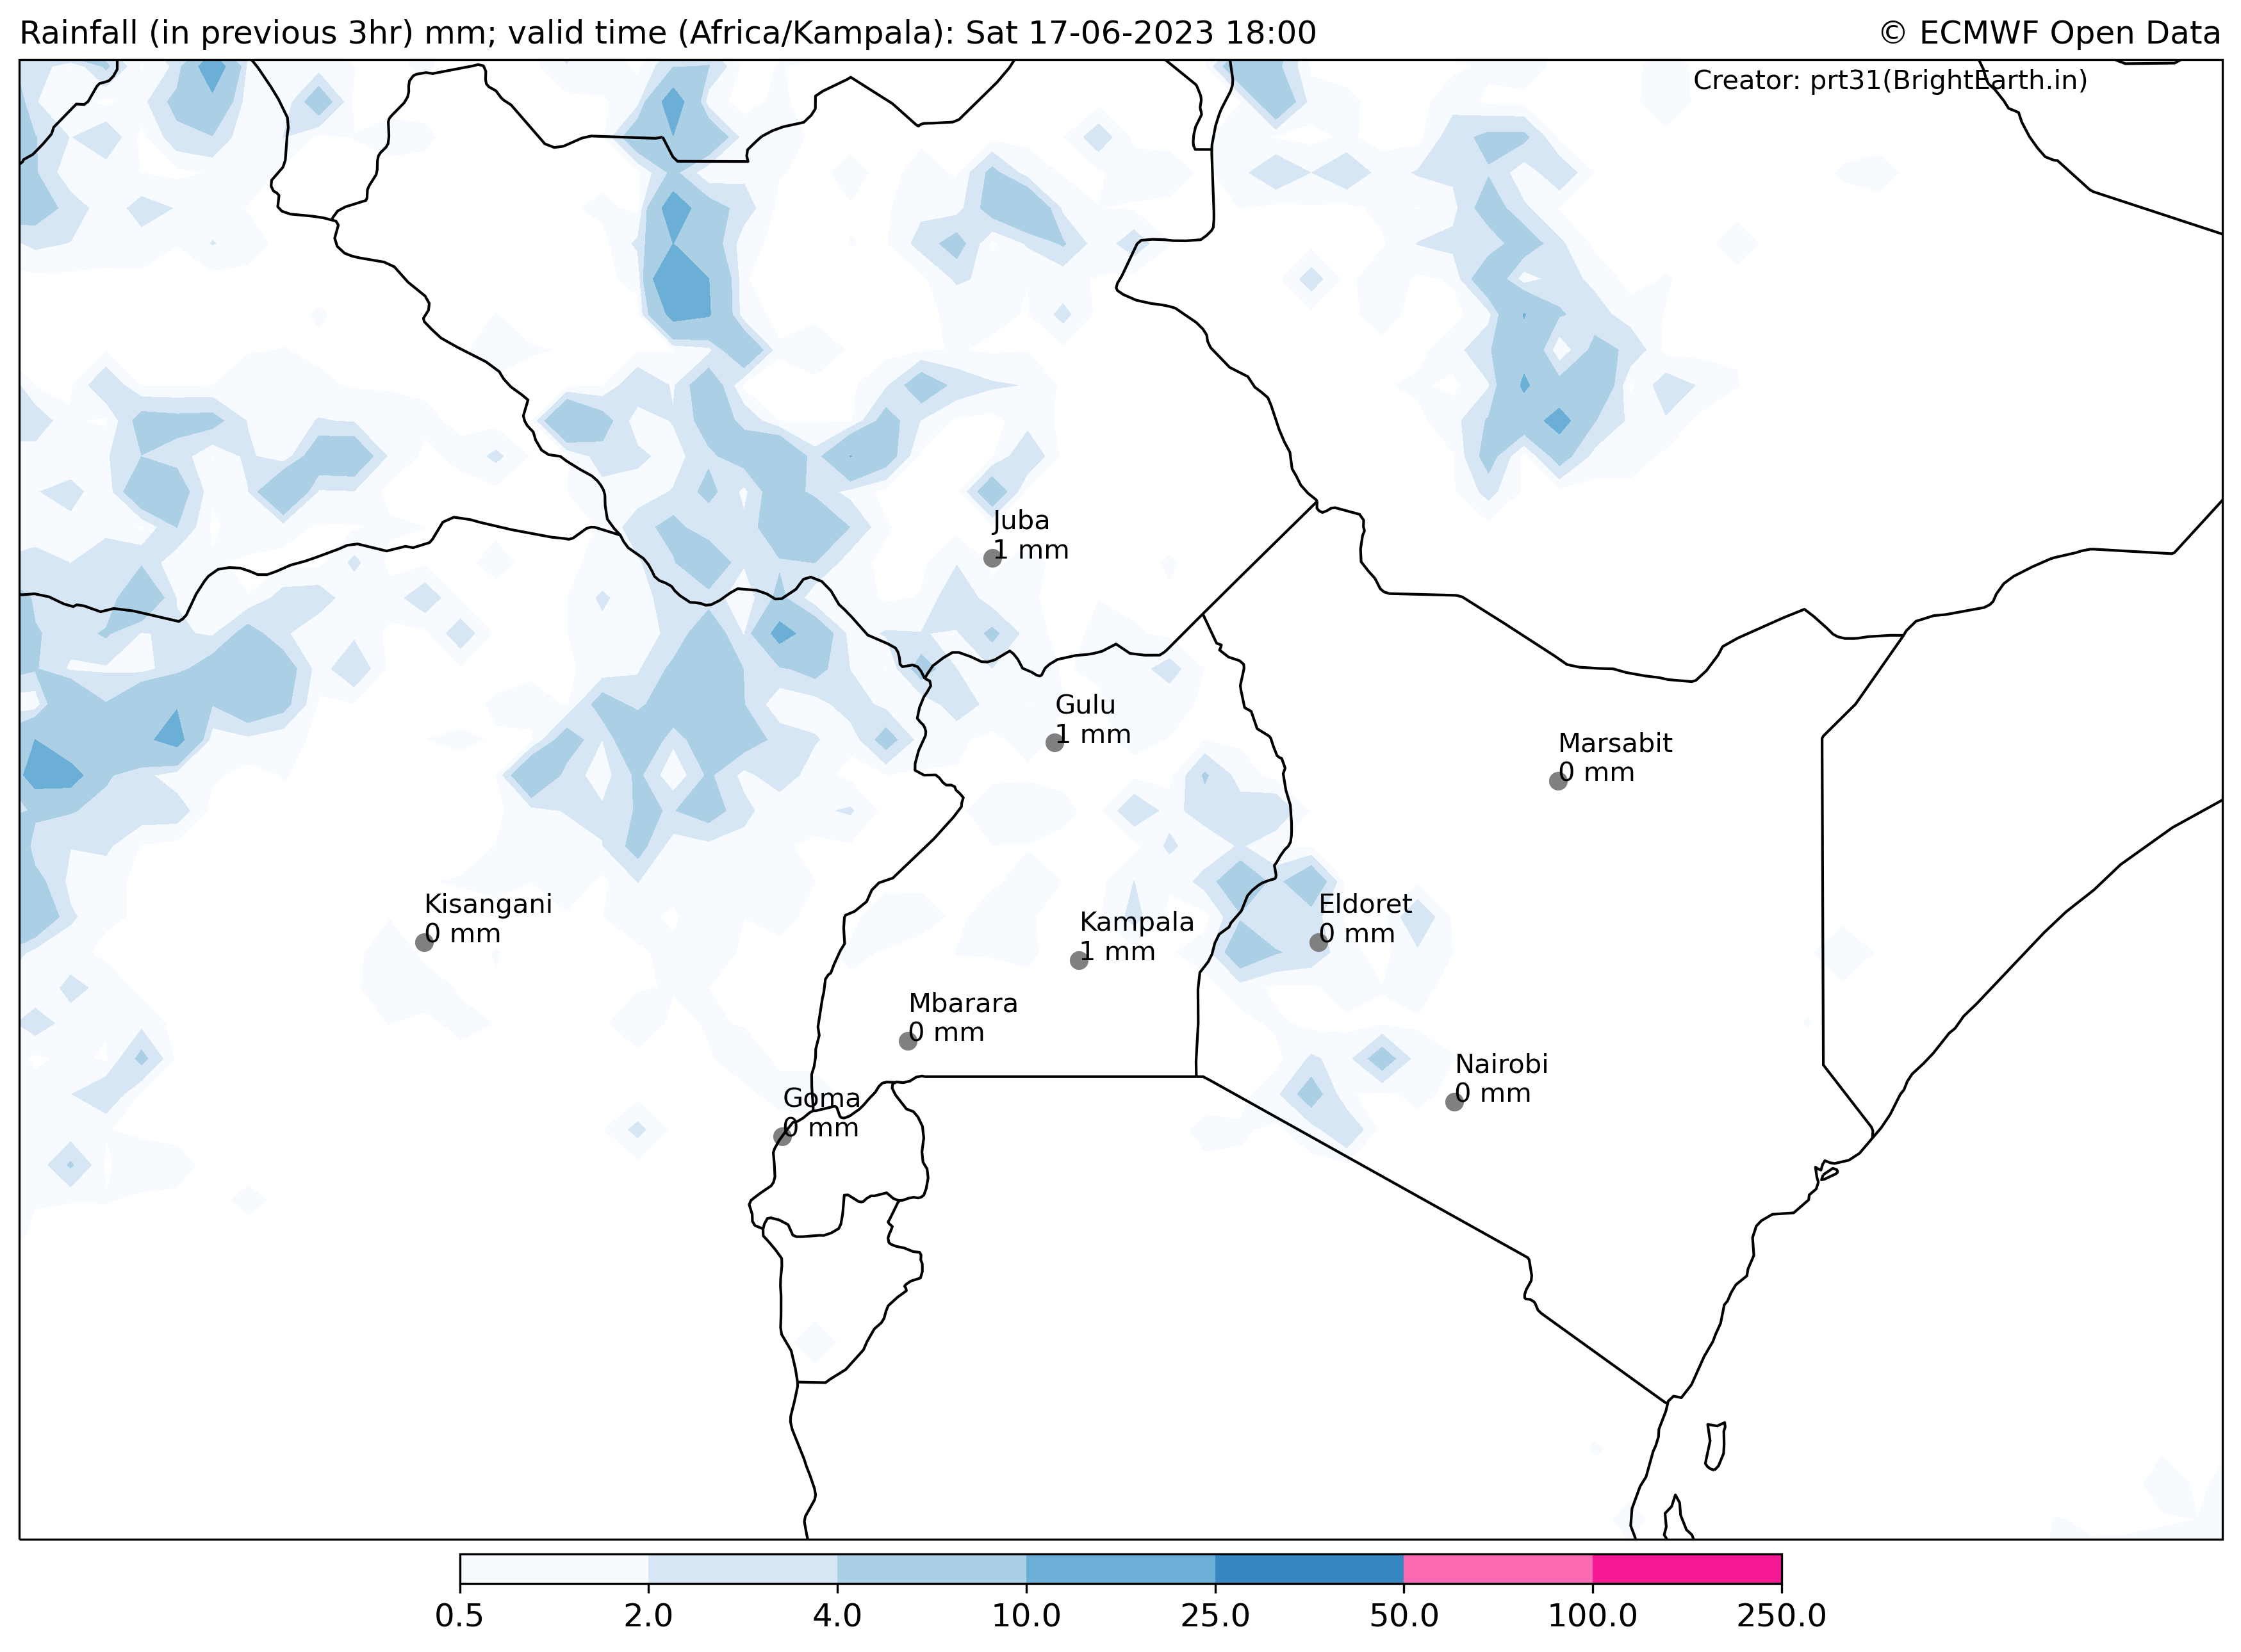 Rainfall (in previous 3hr) mm; valid time (Africa/Kampala): Sat 17-06-2023 18:00
© ECMWF Open Data
Creator: prt31(BrightEarth.in)
Juba
1 mm
Gulu
1 mm
Marsabit
0 mm
Kisangani
0 mm
Eldoret
0 mm
Kampala
1 mm
Mbarara
0 mm
Nairobi
0 mm
Goma
0 mm
0.5 2.0 4.0 10.0 25.0 50.0 100.0 250.0